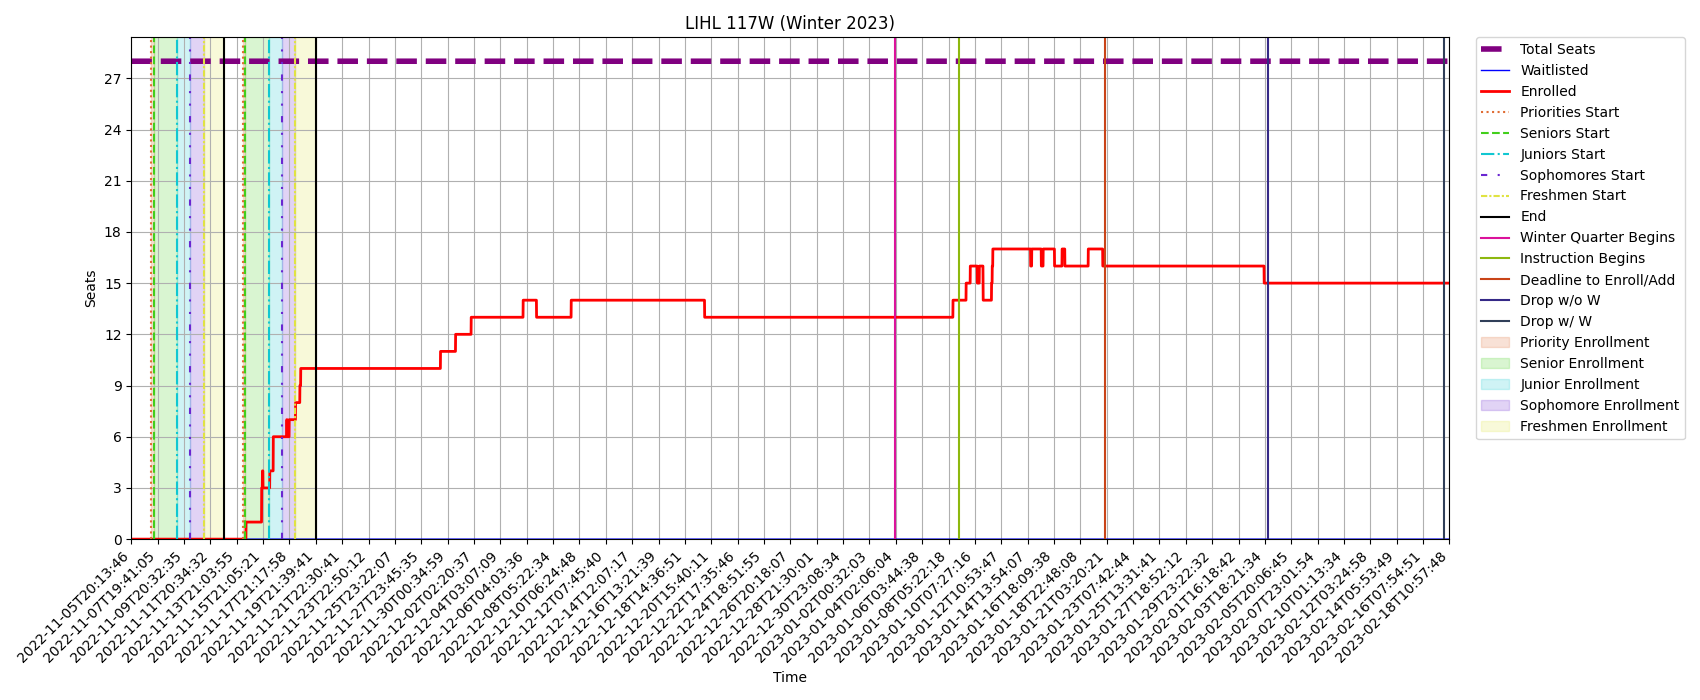 LIHL 117W (Winter 2023)
Seats
27
24
21
18
15
12
9
6
3
0
2022-11-05T20:13:46
2022-11-07T19:41:05
2022-11-09T20:32:35
2022-11-11T20:34:32
2022-11-13T21:03:55
2022-11-15T21:05:21
2022-11-17T21:17:58
2022-11-19T21:39:41
2022-11-21T22:30:41
2022-11-23T22:50:12
2022-11-25T23:22:07
2022-11-27T23:45:35
2022-11-30T00:34:59
2022-12-02T02:20:37
2022-12-04T03:07:09
2022-12-06T04:03:36
2022-12-08T05:22:34
2022-12-10T06:24:48
2022-12-12T07:45:40
2022-12-14T12:07:17
2022-12-16T13:21:39
2022-12-18T14:36:51
2022-12-20T15:40:11
2022-12-22T17:35:46
2022-12-24T18:51:55
2022-12-26T20:18:07
2022-12-28T21:30:01
2022-12-30T23:08:34
2023-01-02T00:32:03
2023-01-04T02:06:04
2023-01-06T03:44:38
2023-01-08T05:22:18
2023-01-10T07:27:16
2023-01-12T10:53:47
2023-01-14T13:54:07
2023-01-16T18:09:38
2023-01-18T22:48:08
2023-01-21T03:20:21
2023-01-23T07:42:44
2023-01-25T13:31:41
2023-01-27T18:52:12
2023-01-29T23:22:32
2023-02-01T16:18:42
2023-02-03T18:21:34
2023-02-05T20:06:45
2023-02-07T23:01:54
2023-02-10T01:13:34
2023-02-12T03:24:58
2023-02-14T05:53:49
2023-02-16T07:54:51
2023-02-18T10:57:48
Time
Total Seats
Waitlisted
Enrolled
Priorities Start
Seniors Start
Juniors Start
Sophomores Start
Freshmen Start
End
Winter Quarter Begins
Instruction Begins
Deadline to Enroll/Add
Drop w/o W
Drop w/ W
Priority Enrollment
Senior Enrollment
Junior Enrollment
Sophomore Enrollment
Freshmen Enrollment